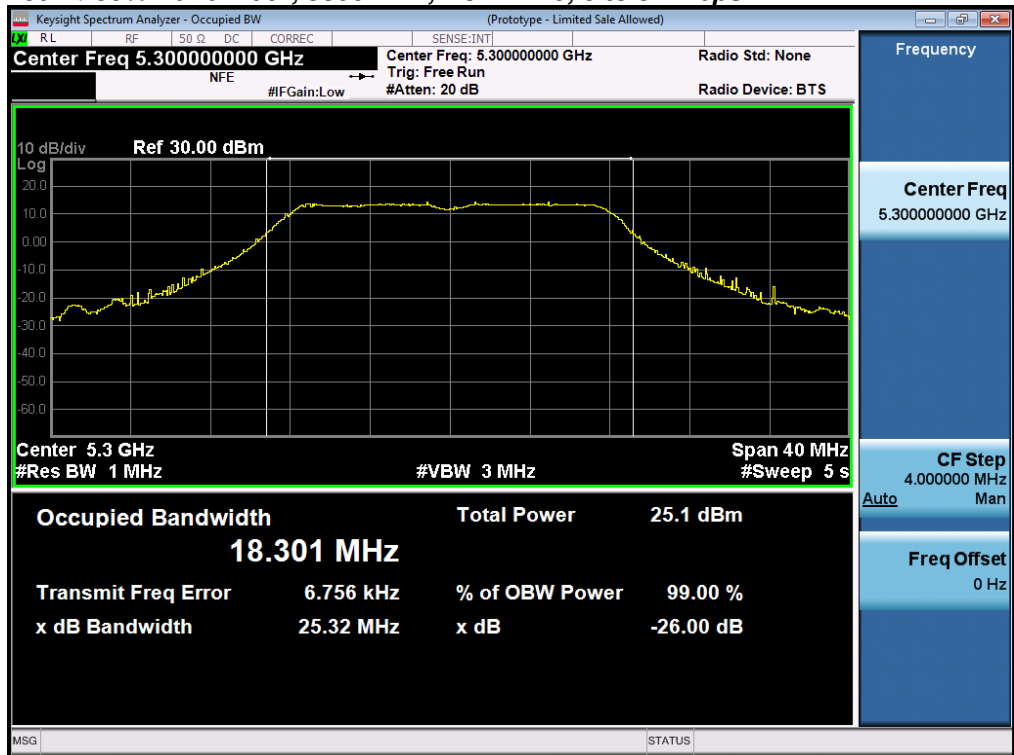 Keysight Spectrum Analyzer - Occupied BW (Prototype - Limited Sale Allowed)
LXI RL RF 50 Ω DC CORREC SENSE:INT
Center Freq 5.300000000 GHz
NFE
#IFGain:Low
Center Freq: 5.300000000 GHz
Trig: Free Run
#Atten: 20 dB
Radio Std: None
Radio Device: BTS
10 dB/div Ref 30.00 dBm
Log
20.0
10.0
0.00
-10.0
-20.0
-30.0
-40.0
-50.0
-60.0
Center 5.3 GHz Span 40 MHz
#Res BW 1 MHz #VBW 3 MHz #Sweep 5 s
Occupied Bandwidth
18.301 MHz
Total Power 25.1 dBm
Transmit Freq Error 6.756 kHz % of OBW Power 99.00 %
x dB Bandwidth 25.32 MHz x dB -26.00 dB
Frequency
Center Freq
5.300000000 GHz
CF Step
4.000000 MHz
Auto Man
Freq Offset
0 Hz
MSG STATUS